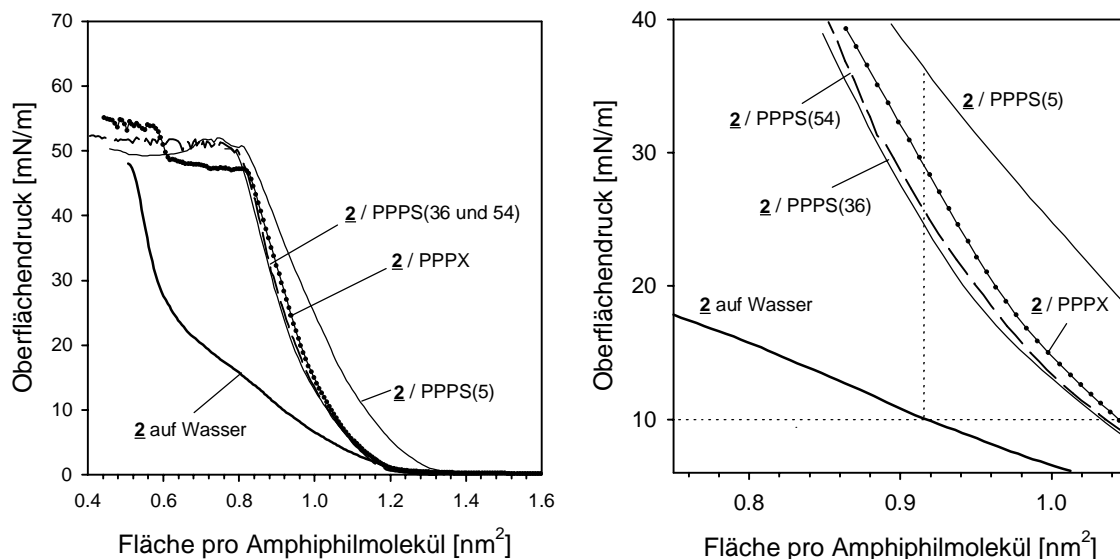 70
60
50
40
30
20
10
0
Oberflächendruck [mN/m]
2 / PPPS(36 und 54)
2 / PPPX
2 / PPPS(5)
2 auf Wasser
0.4 0.6 0.8 1.0 1.2 1.4 1.6
Fläche pro Amphiphilmolekül [nm²]
40
30
20
10
Oberflächendruck [mN/m]
2 / PPPS(5)
2 / PPPS(54)
2 / PPPS(36)
2 auf Wasser
2 / PPPX
0.8 0.9 1.0
Fläche pro Amphiphilmolekül [nm²]